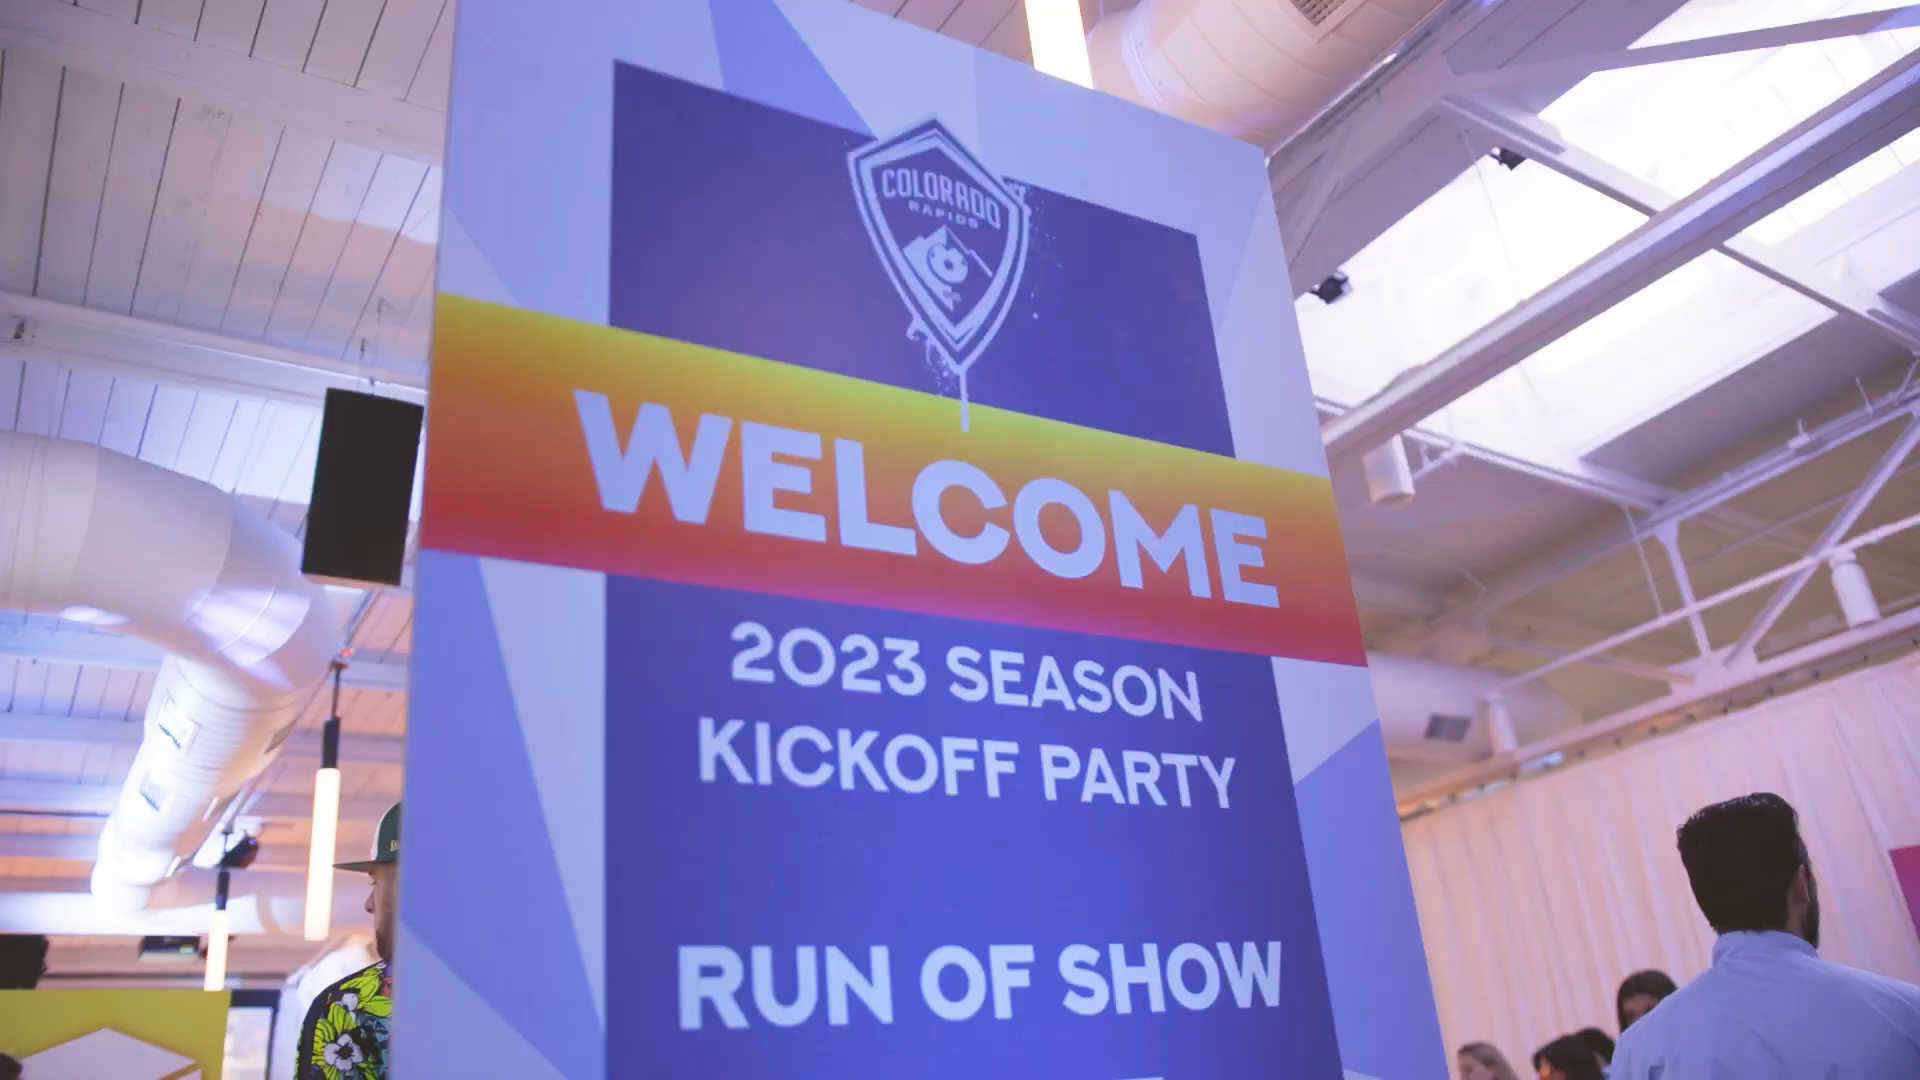 COLORADO
RAPIDS
WELCOME
2023 SEASON
KICKOFF PARTY
RUN OF SHOW